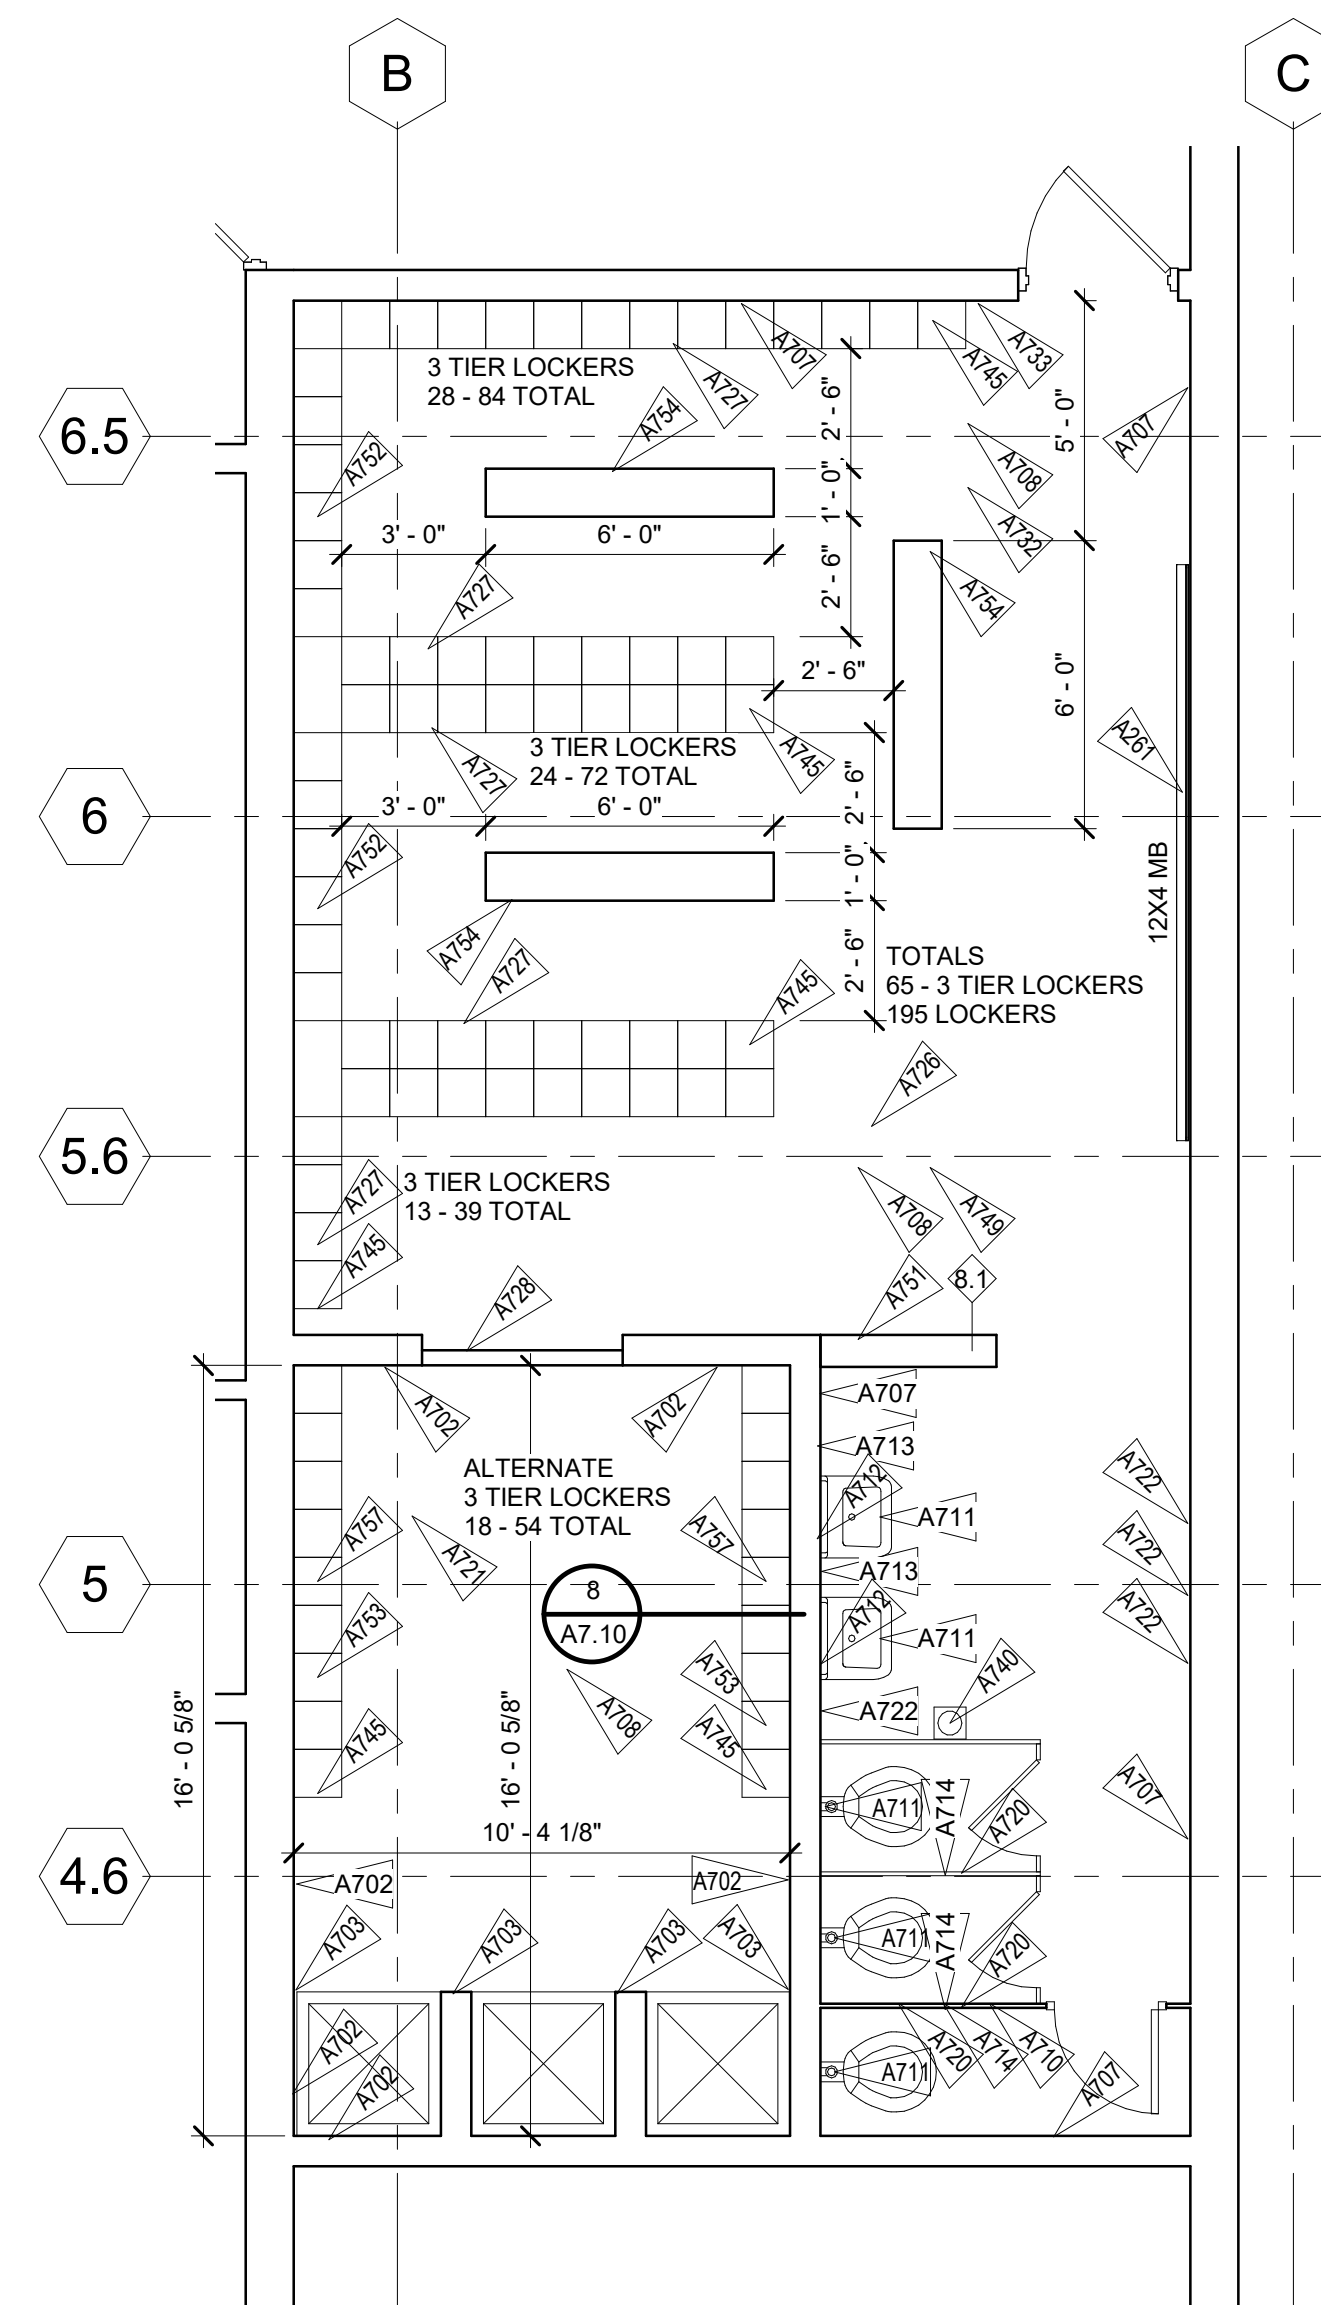 B
C
A707
A745
A733
3 TIER LOCKERS
28 - 84 TOTAL
A727
A754
2' - 6"
5' - 0"
A707
6.5
A752
A708
1' - 0"
A732
3' - 0"
6' - 0"
2' - 6"
A727
A754
2' - 6"
6' - 0"
A261
3 TIER LOCKERS
24 - 72 TOTAL
A727
A745
2' - 6"
3' - 0"
6' - 0"
6
A752
1' - 0"
12X4 MB
A754
A727
A745
2' - 6"
TOTALS
65 - 3 TIER LOCKERS
195 LOCKERS
A726
5.6
3 TIER LOCKERS
13 - 39 TOTAL
A727
A708
A749
A745
A728
A751
8.1
A707
A702
A702
A713
ALTERNATE
3 TIER LOCKERS
18 - 54 TOTAL
A712
A722
A711
A757
A721
A757
A722
5
8
A7.10
A713
A712
A722
A753
A711
A753
A740
A708
A722
A745
A745
16' - 0 5/8"
16' - 0 5/8"
A707
A711
A714
A720
10' - 4 1/8"
4.6
A702
A702
A703
A703
A703
A703
A711
A714
A720
A702
A702
A711
A720
A714
A710
A707